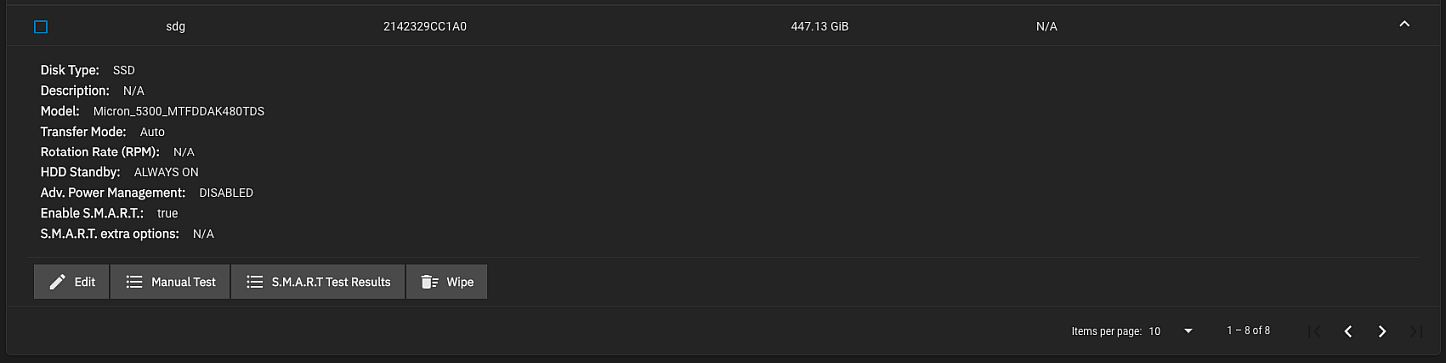 sdg 2142329CC1A0 447.13 GiB N/A
Disk Type: SSD
Description: N/A
Model: Micron_5300_MTFDDAK480TDS
Transfer Mode: Auto
Rotation Rate (RPM): N/A
HDD Standby: ALWAYS ON
Adv. Power Management: DISABLED
Enable S.M.A.R.T.: true
S.M.A.R.T. extra options: N/A
Edit Manual Test S.M.A.R.T Test Results Wipe
Items per page: 10 1 – 8 of 8